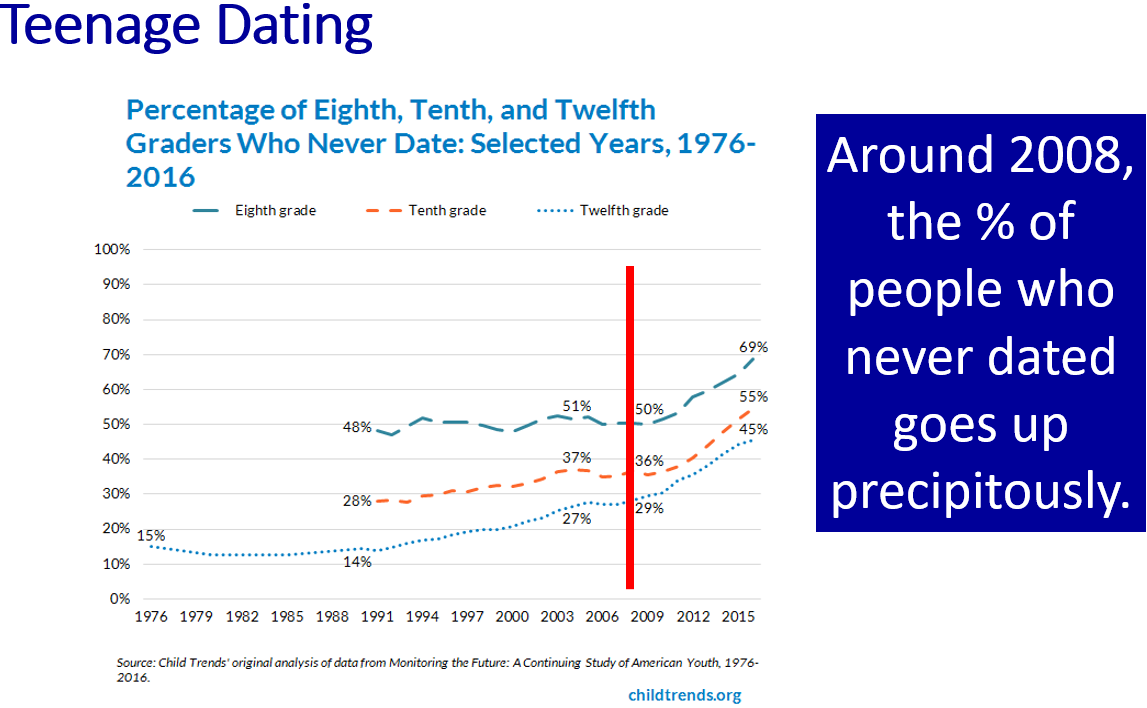 Teenage Dating
Percentage of Eighth, Tenth, and Twelfth
Graders Who Never Date: Selected Years, 1976-
2016
Eighth grade Tenth grade Twelfth grade
100%
90%
80%
70%
60%
50%
40%
30%
20%
10%
0%
69%
55%
51%
50%
48%
45%
37%
36%
28%
29%
27%
15%
14%
1976 1979 1982 1985 1988 1991 1994 1997 2000 2003 2006 2009 2012 2015
Source: Child Trends' original analysis of data from Monitoring the Future: A Continuing Study of American Youth, 1976-
2016.
childtrends.org
Around 2008,
the % of
people who
never dated
goes up
precipitously.